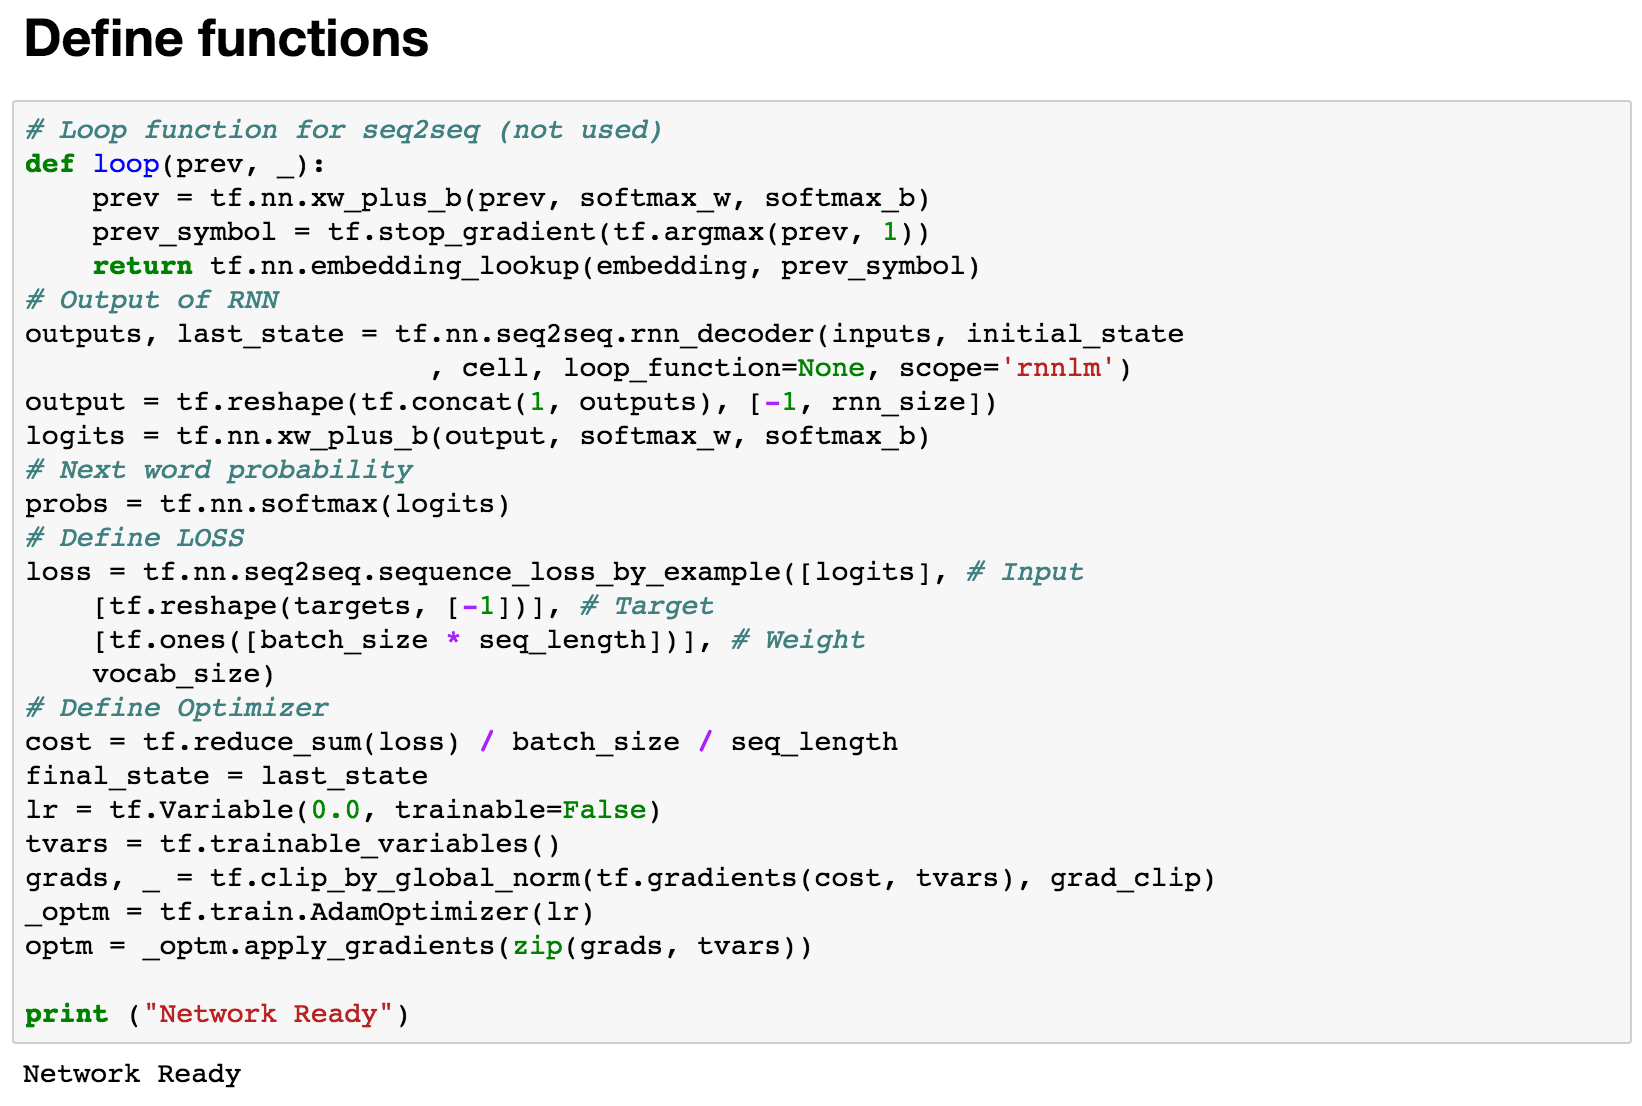 Define functions
# Loop function for seq2seq (not used)
def loop(prev, _):
    prev = tf.nn.xw_plus_b(prev, softmax_w, softmax_b)
    prev_symbol = tf.stop_gradient(tf.argmax(prev, 1))
    return tf.nn.embedding_lookup(embedding, prev_symbol)
# Output of RNN
outputs, last_state = tf.nn.seq2seq.rnn_decoder(inputs, initial_state
                        , cell, loop_function=None, scope='rnnlm')
output = tf.reshape(tf.concat(1, outputs), [-1, rnn_size])
logits = tf.nn.xw_plus_b(output, softmax_w, softmax_b)
# Next word probability
probs = tf.nn.softmax(logits)
# Define LOSS
loss = tf.nn.seq2seq.sequence_loss_by_example([logits], # Input
    [tf.reshape(targets, [-1])], # Target
    [tf.ones([batch_size * seq_length])], # Weight
    vocab_size)
# Define Optimizer
cost = tf.reduce_sum(loss) / batch_size / seq_length
final_state = last_state
lr = tf.Variable(0.0, trainable=False)
tvars = tf.trainable_variables()
grads, _ = tf.clip_by_global_norm(tf.gradients(cost, tvars), grad_clip)
_optm = tf.train.AdamOptimizer(lr)
optm = _optm.apply_gradients(zip(grads, tvars))

print ("Network Ready")
Network Ready